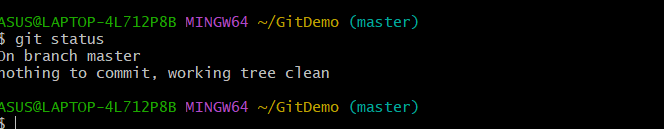 ASUS@LAPTOP-4L712P8B MINGW64 ~/GitDemo (master)
$ git status
On branch master
nothing to commit, working tree clean
ASUS@LAPTOP-4L712P8B MINGW64 ~/GitDemo (master)
$